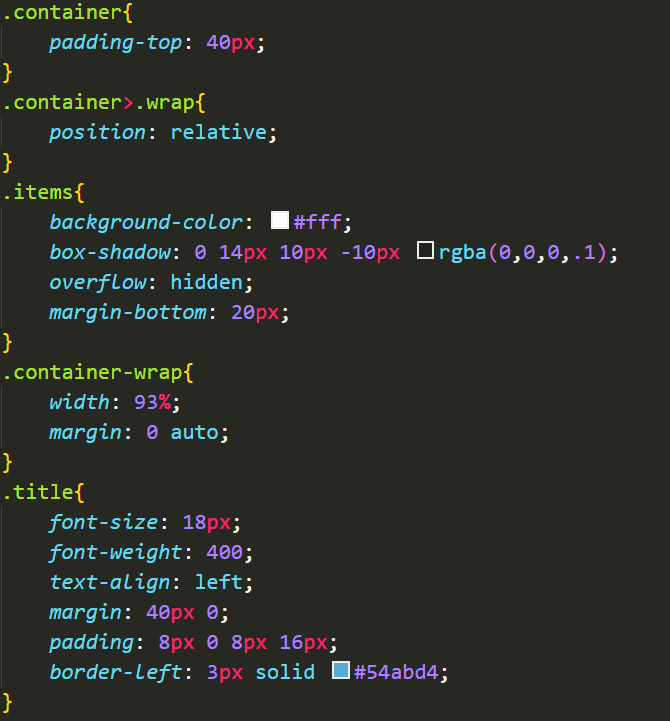 .container{
    padding-top: 40px;
}
.container>.wrap{
    position: relative;
}
.items{
    background-color: #fff;
    box-shadow: 0 14px 10px -10px rgba(0,0,0,.1);
    overflow: hidden;
    margin-bottom: 20px;
}
.container-wrap{
    width: 93%;
    margin: 0 auto;
}
.title{
    font-size: 18px;
    font-weight: 400;
    text-align: left;
    margin: 40px 0;
    padding: 8px 0 8px 16px;
    border-left: 3px solid #54abd4;
}